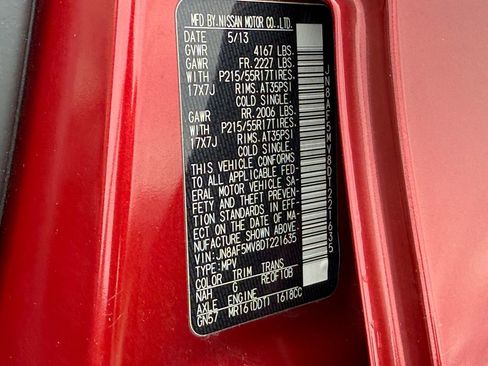 MFD BY.NISSAN MOTOR CO.,LTD.
DATE 5/13
GVWR 4167 LBS.
GAWR FR.2227 LBS.
WITH P215/55R17TIRES.
17X7J RIMS.AT35PSI
COLD SINGLE.
GAWR RR.2006 LBS.
WITH P215/55R17TIRES.
17X7J RIMS.AT35PSI
COLD SINGLE.
THIS VEHICLE CONFORMS
TO ALL APPLICABLE FED-
ERAL MOTOR VEHICLE SA-
FETY AND THEFT PREVEN-
TION STANDARDS IN EFF-
ECT ON THE DATE OF MA-
NUFACTURE SHOWN ABOVE
VIN: JN8AF5MV8DT221635
TYPE:MPV
COLOR TRIM TRANS
NAH G RE0F10B
AXLE ENGINE
GN57 MR16(DDT) 1618CC
JN8AF5MV8DT221635